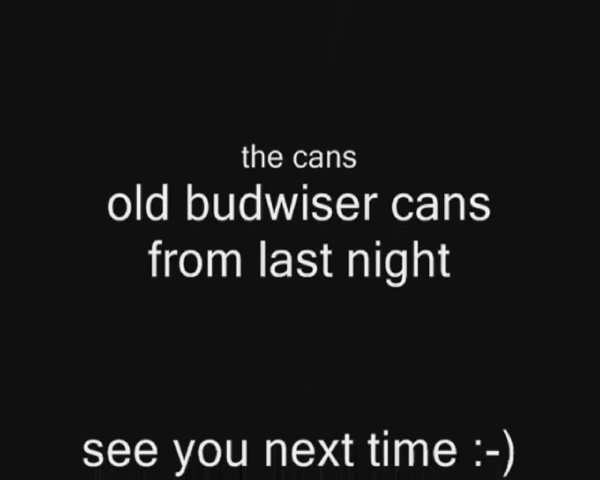 the cans
old budwiser cans
from last night
see you next time :-)